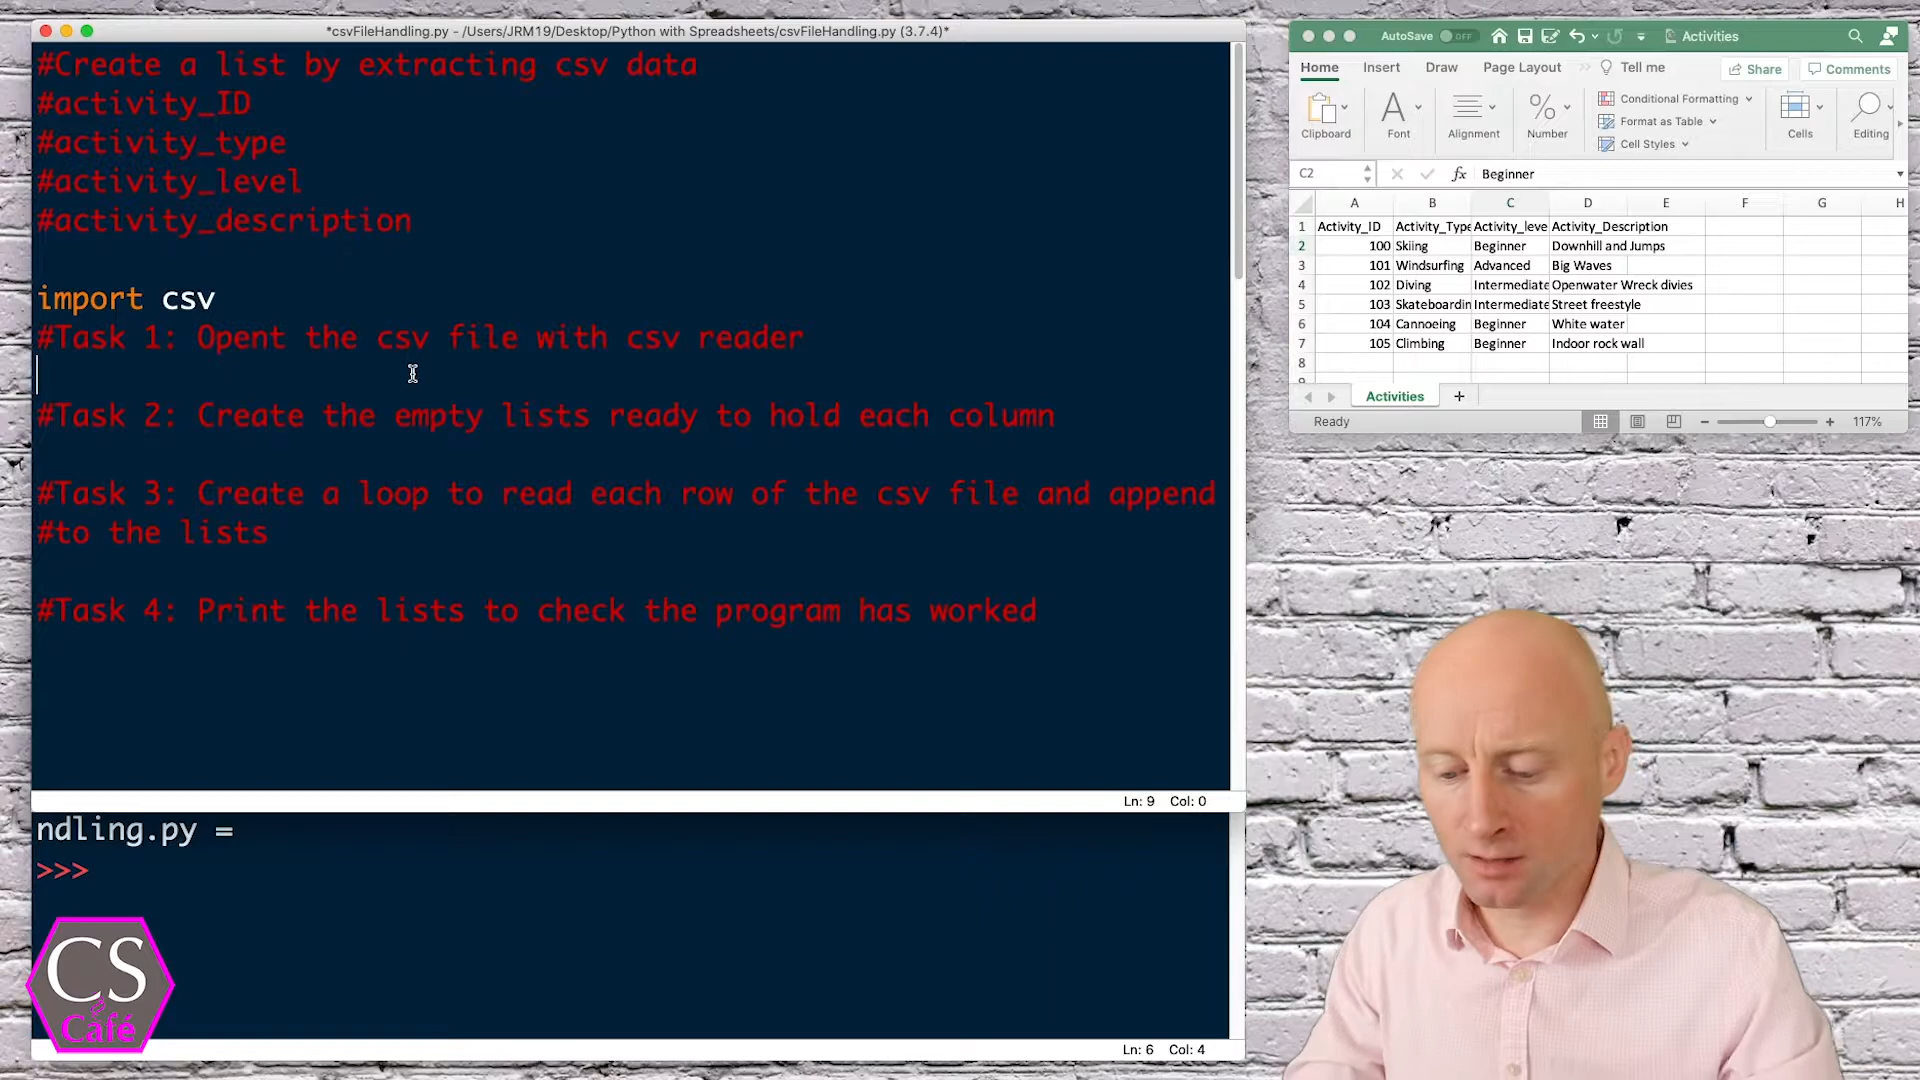 *csvFileHandling.py - /Users/JRM19/Desktop/Python with Spreadsheets/csvFileHandling.py (3.7.4)*
#Create a list by extracting csv data
#activity_ID
#activity_type
#activity_level
#activity_description
import csv
#Task 1: Opent the csv file with csv reader
#Task 2: Create the empty lists ready to hold each column
#Task 3: Create a loop to read each row of the csv file and append
#to the lists
#Task 4: Print the lists to check the program has worked
Ln: 9 Col: 0
ndling.py =
>>>
Ln: 6 Col: 4
CS
Café
AutoSave OFF Activities
Home Insert Draw Page Layout >> Tell me Share Comments
Clipboard Font Alignment Number Conditional Formatting Format as Table Cell Styles Cells Editing
C2 fx Beginner
A B C D E F G H
1 Activity_ID Activity_Type Activity_leve Activity_Description
2 100 Skiing Beginner Downhill and Jumps
3 101 Windsurfing Advanced Big Waves
4 102 Diving Intermediate Openwater Wreck divies
5 103 Skateboardin Intermediate Street freestyle
6 104 Cannoeing Beginner White water
7 105 Climbing Beginner Indoor rock wall
8
9
Activities +
Ready - + 117%